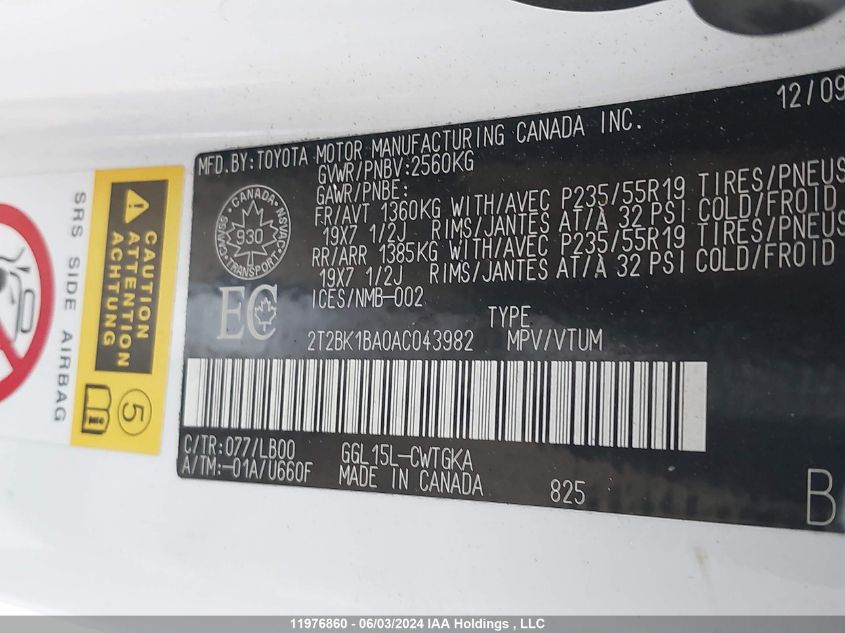 12/09
MFD.BY:TOYOTA MOTOR MANUFACTURING CANADA INC.
GVWR/PNBV:2560KG
GAWR/PNBE:
FR/AVT 1360KG WITH/AVEC P235/55R19 TIRES/PNEUS
19X7 1/2J RIMS/JANTES AT/À 32 PSI COLD/FROID
RR/ARR 1385KG WITH/AVEC P235/55R19 TIRES/PNEUS
19X7 1/2J RIMS/JANTES AT/À 32 PSI COLD/FROID
ICES/NMB-002
CANADA
930
TRANSPORT
CMVSS
NSVAC
EC
TYPE
2T2BK1BA0AC043982 MPV/VTUM
C/TR:077/LB00 GGL15L-CWTGKA
A/TM:-01A/U660F MADE IN CANADA 825
SRS SIDE AIRBAG
CAUTION
ATTENTION
ACHTUNG
i
5
11976860 - 06/03/2024 IAA Holdings , LLC